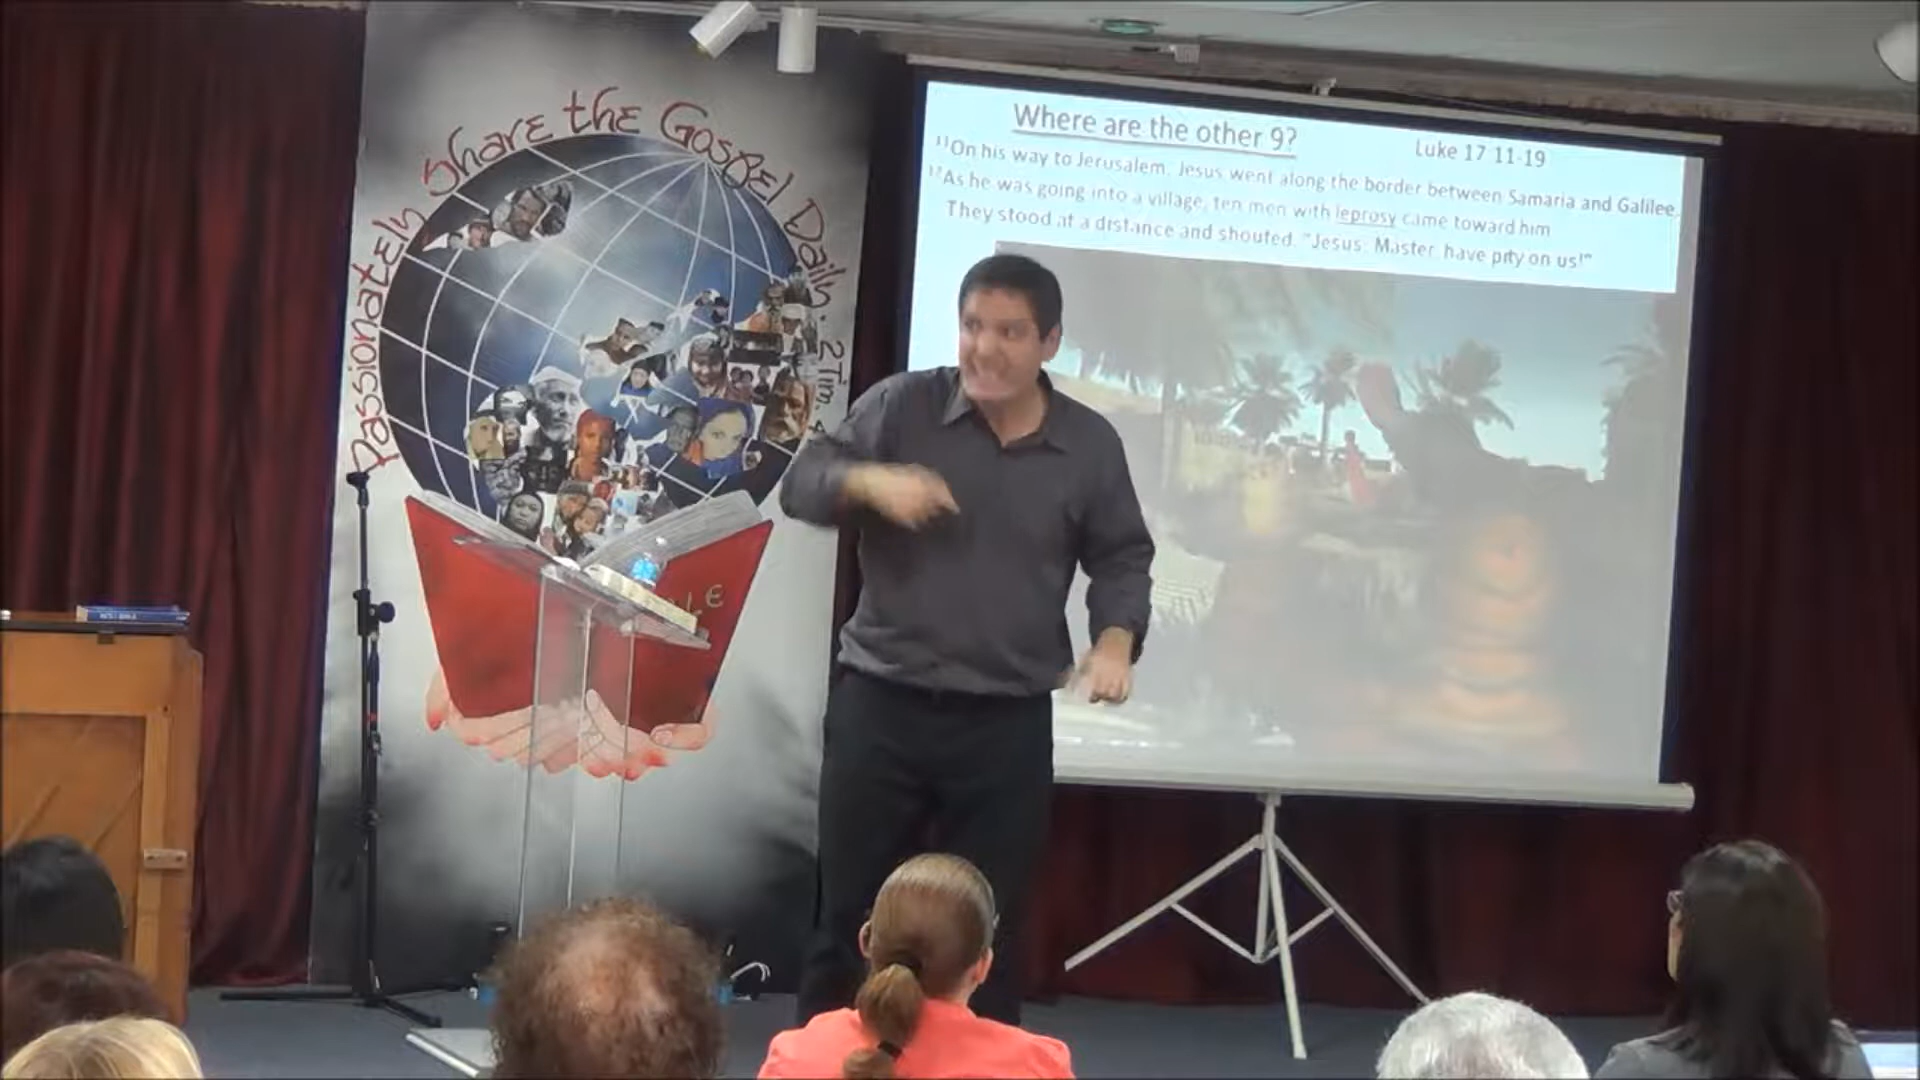 Passionately share the Gospel Daily. 2Tim. 4
Where are the other 9?
Luke 17 11-19
11On his way to Jerusalem, Jesus went along the border between Samaria and Galilee.
12As he was going into a village, ten men with leprosy came toward him
They stood at a distance and shouted. "Jesus, Master, have pity on us!"